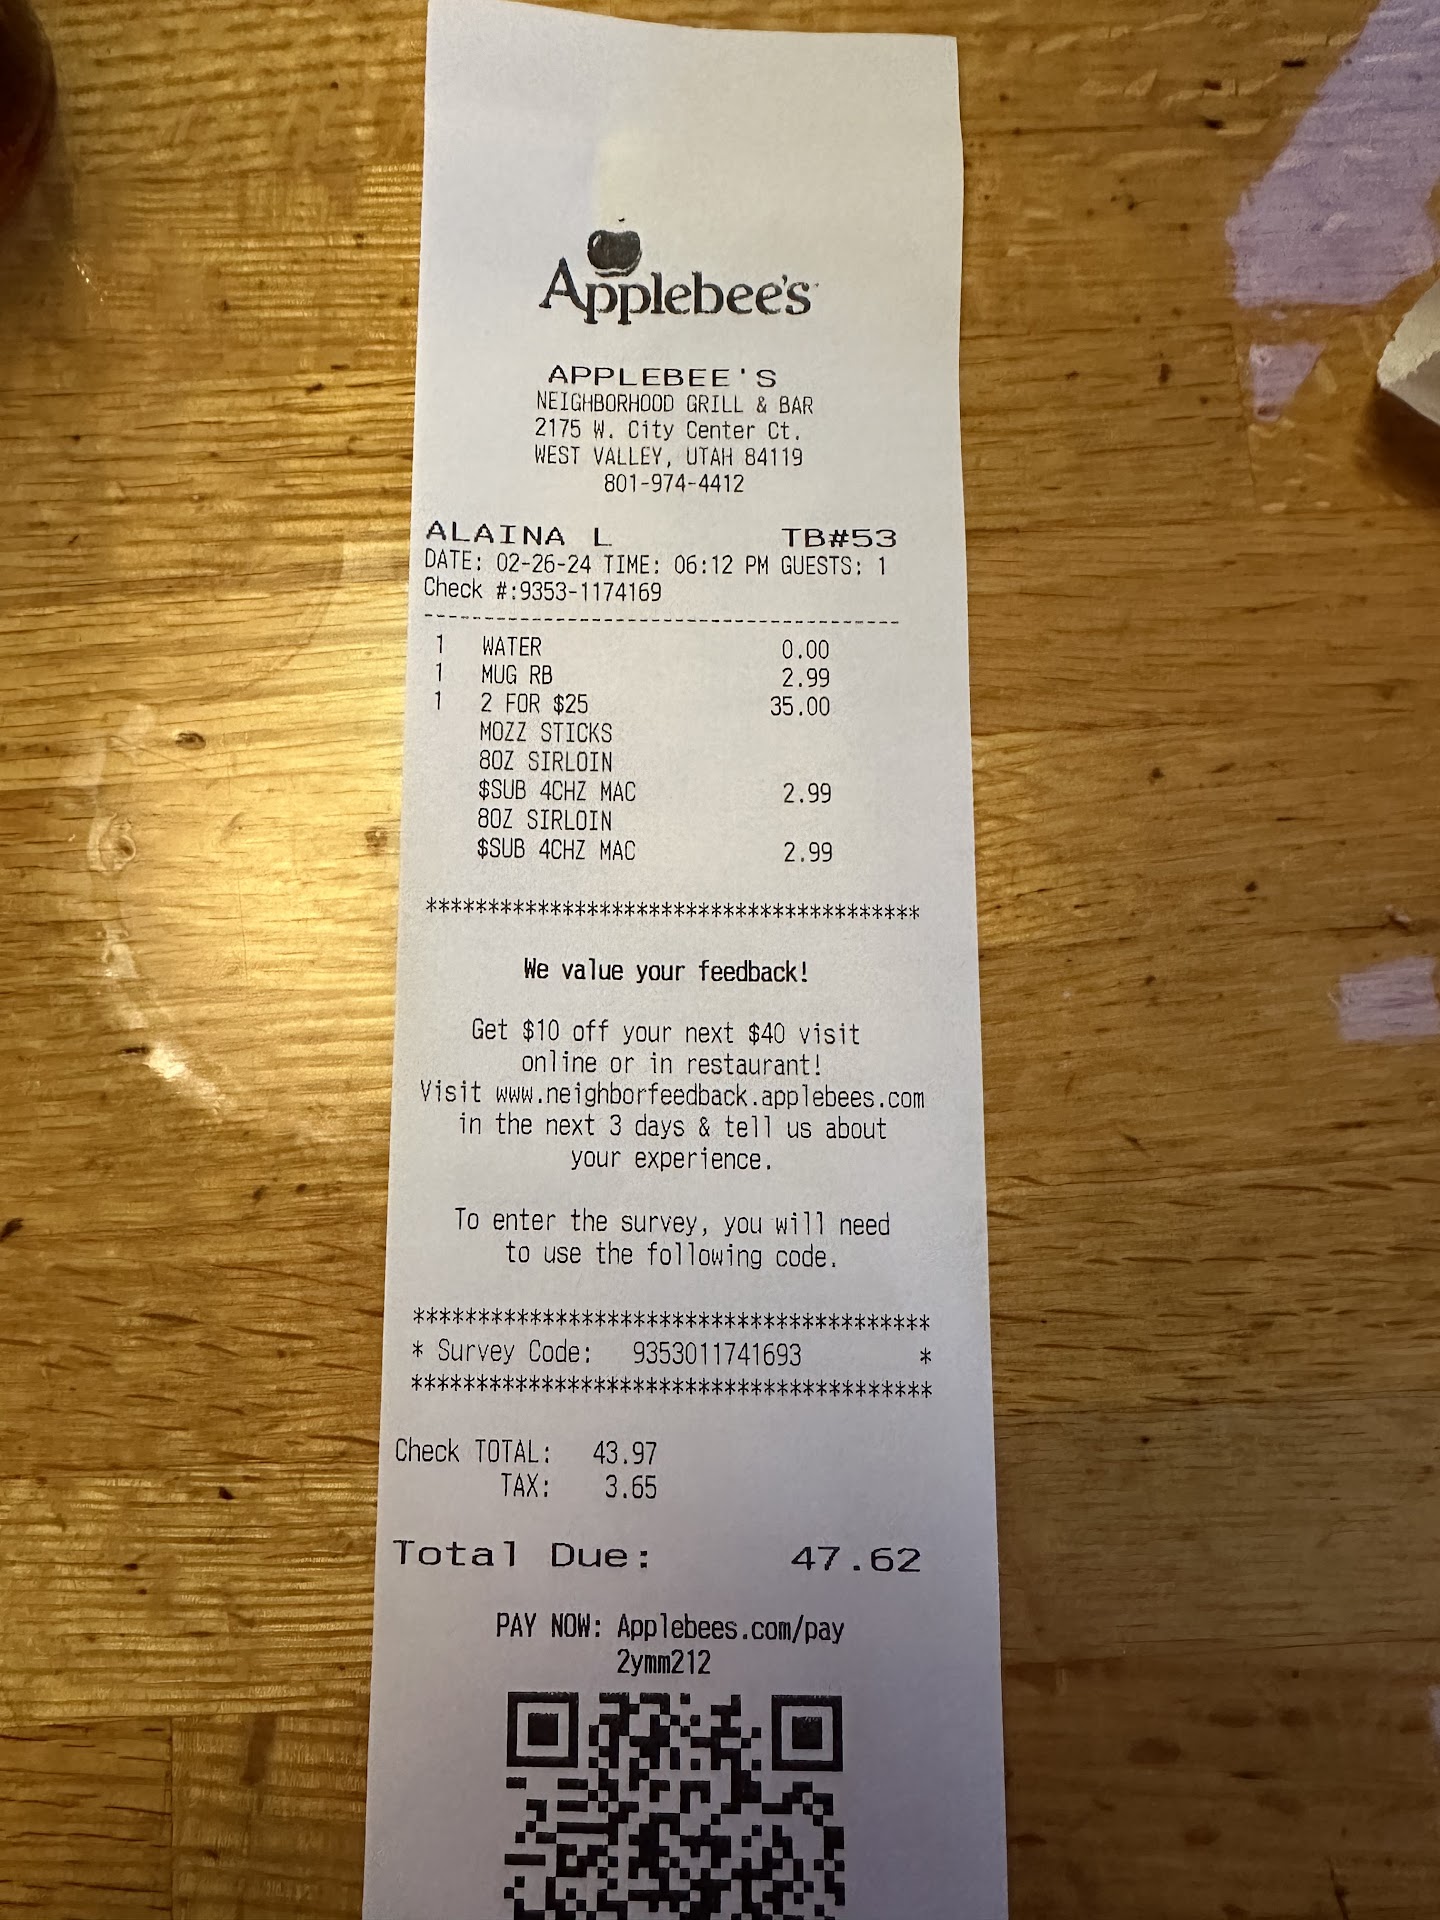 Applebee's
APPLEBEE'S
NEIGHBORHOOD GRILL & BAR
2175 W. City Center Ct.
WEST VALLEY, UTAH 84119
801-974-4412
ALAINA L TB#53
DATE: 02-26-24 TIME: 06:12 PM GUESTS: 1
Check #:9353-1174169
---------------------------------------
1 WATER 0.00
1 MUG RB 2.99
1 2 FOR $25 35.00
MOZZ STICKS
8OZ SIRLOIN
$SUB 4CHZ MAC 2.99
8OZ SIRLOIN
$SUB 4CHZ MAC 2.99
****************************************
We value your feedback!
Get $10 off your next $40 visit
online or in restaurant!
Visit www.neighborfeedback.applebees.com
in the next 3 days & tell us about
your experience.
To enter the survey, you will need
to use the following code.
****************************************
* Survey Code: 9353011741693 *
****************************************
Check TOTAL: 43.97
TAX: 3.65
Total Due: 47.62
PAY NOW: Applebees.com/pay
2ymm212